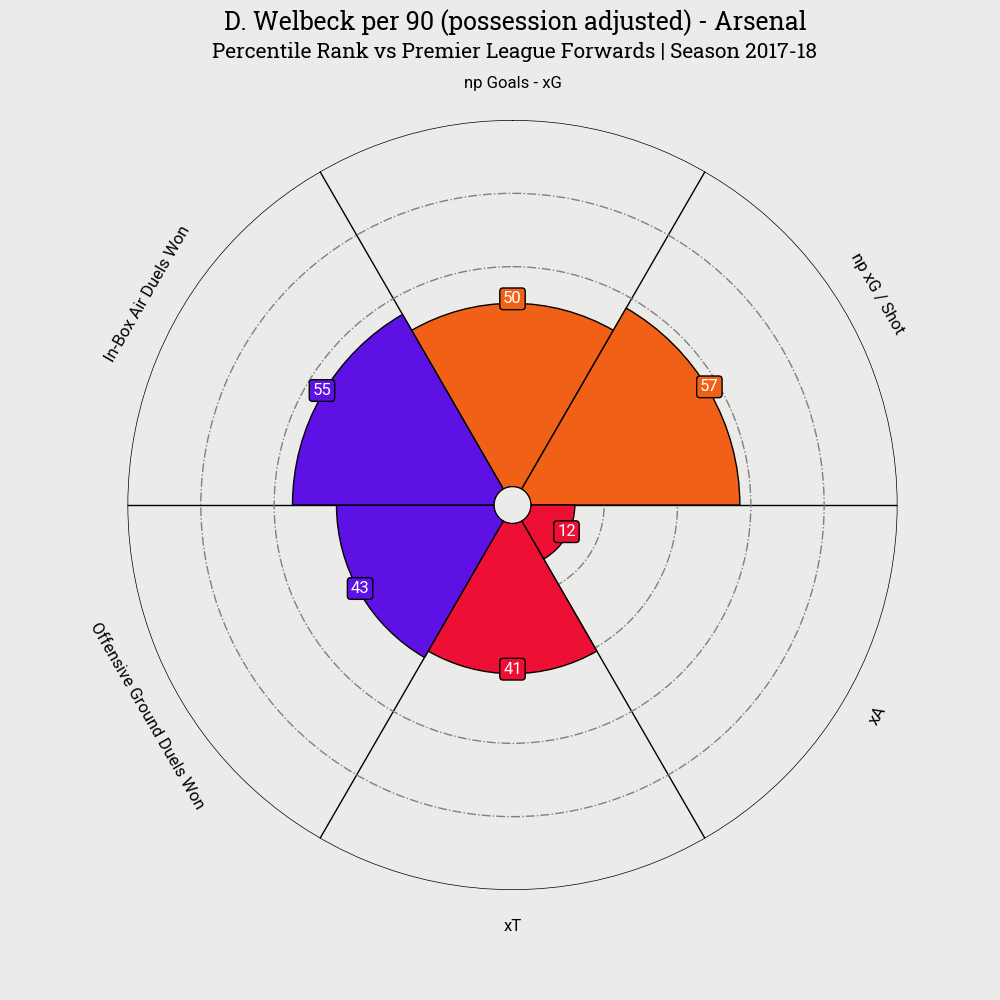 D. Welbeck per 90 (possession adjusted) - Arsenal
Percentile Rank vs Premier League Forwards | Season 2017-18
np Goals - xG
np xG / Shot
In-Box Air Duels Won
50
57
55
12
43
41
Offensive Ground Duels Won
xA
xT